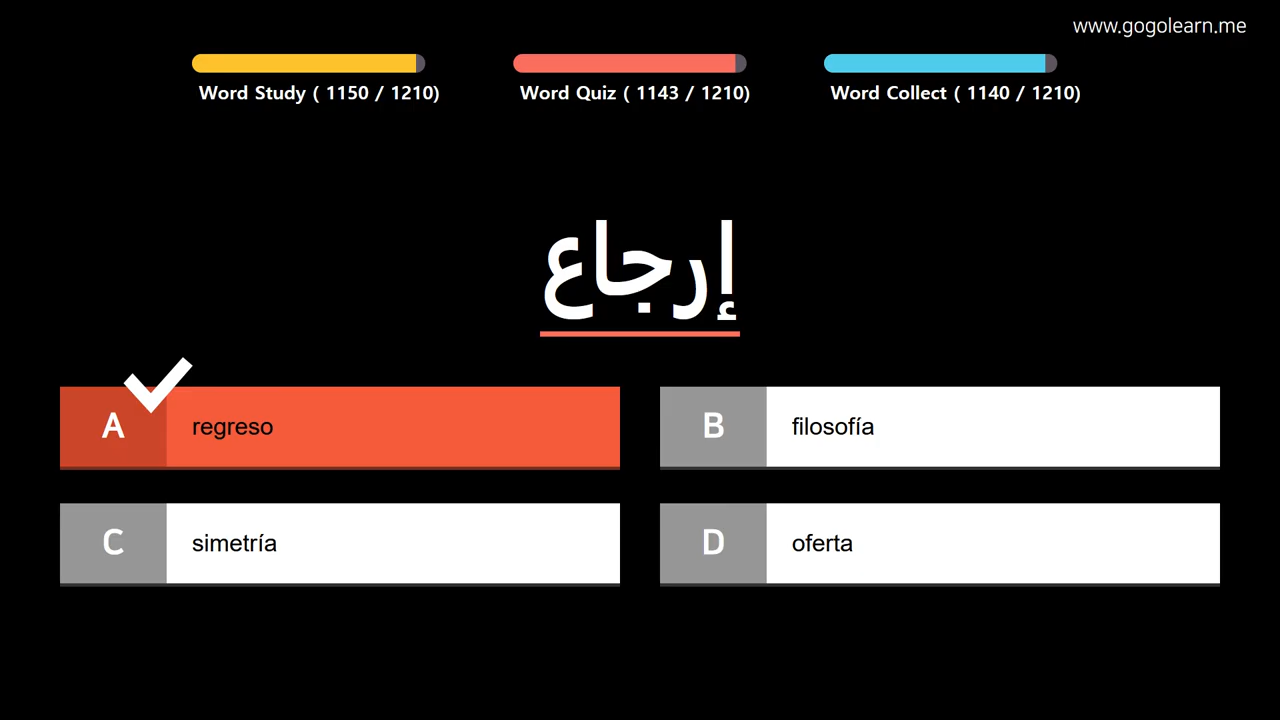 www.gogolearn.me
Word Study ( 1150 / 1210)
Word Quiz ( 1143 / 1210)
Word Collect ( 1140 / 1210)
إرجاع
A regreso
B filosofía
C simetría
D oferta